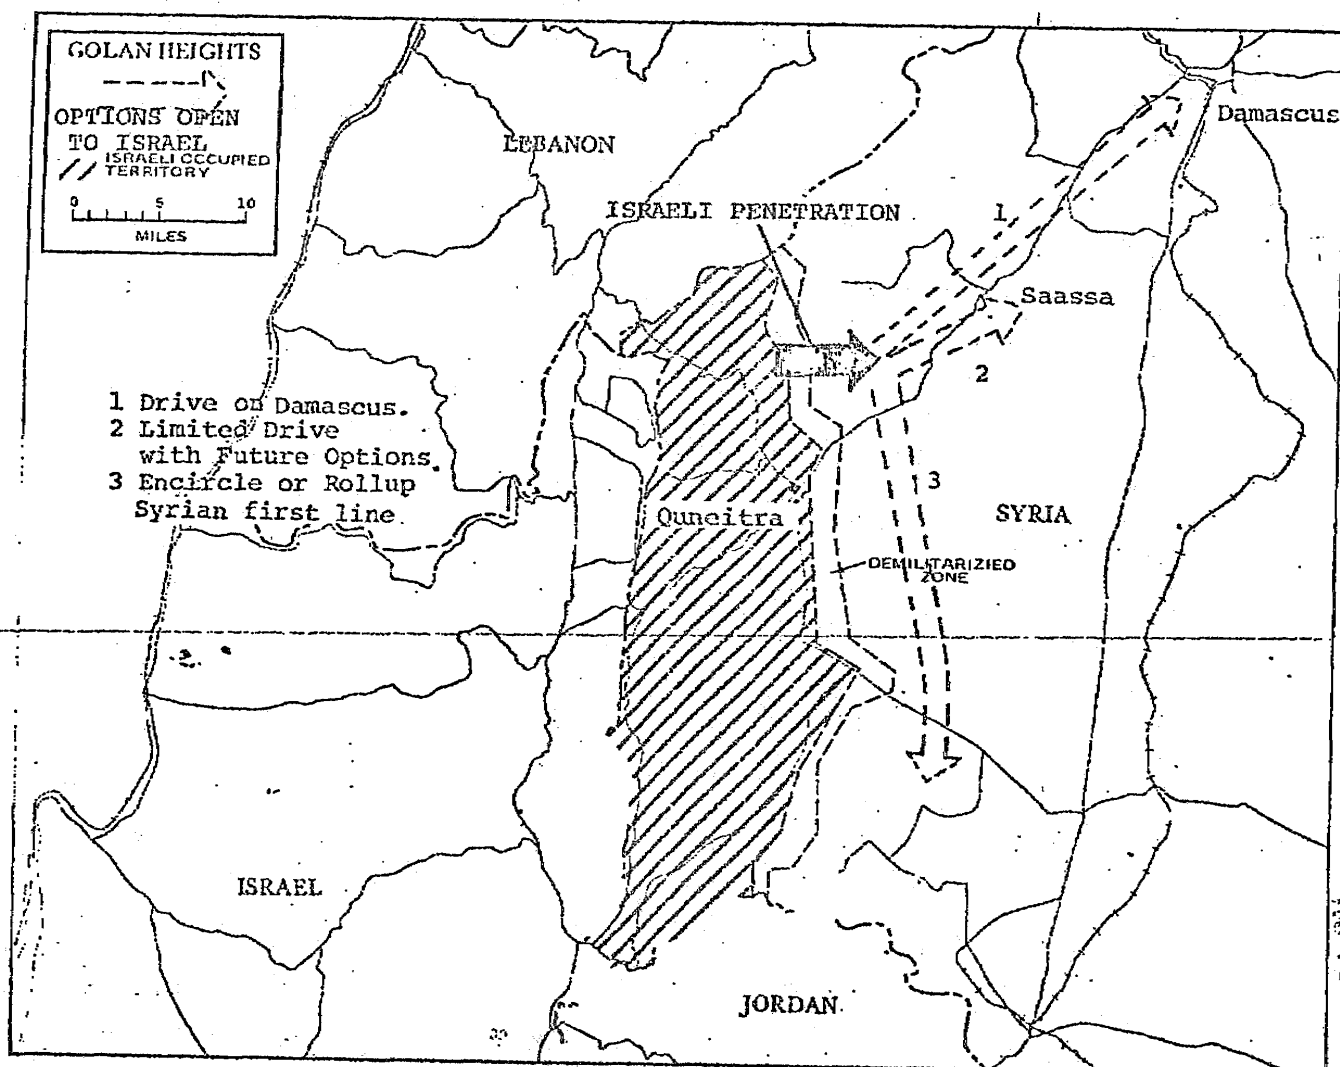 GOLAN HEIGHTS
OPTIONS OPEN
TO ISRAEL
ISRAELI OCCUPIED
TERRITORY
0 5 10
MILES
LEBANON
Damascus
ISRAELI PENETRATION
1
Saassa
2
1 Drive on Damascus.
2 Limited Drive
with Future Options.
3 Encircle or Rollup
Syrian first line
3
Quneitra
SYRIA
DEMILITARIZIED
ZONE
ISRAEL
JORDAN